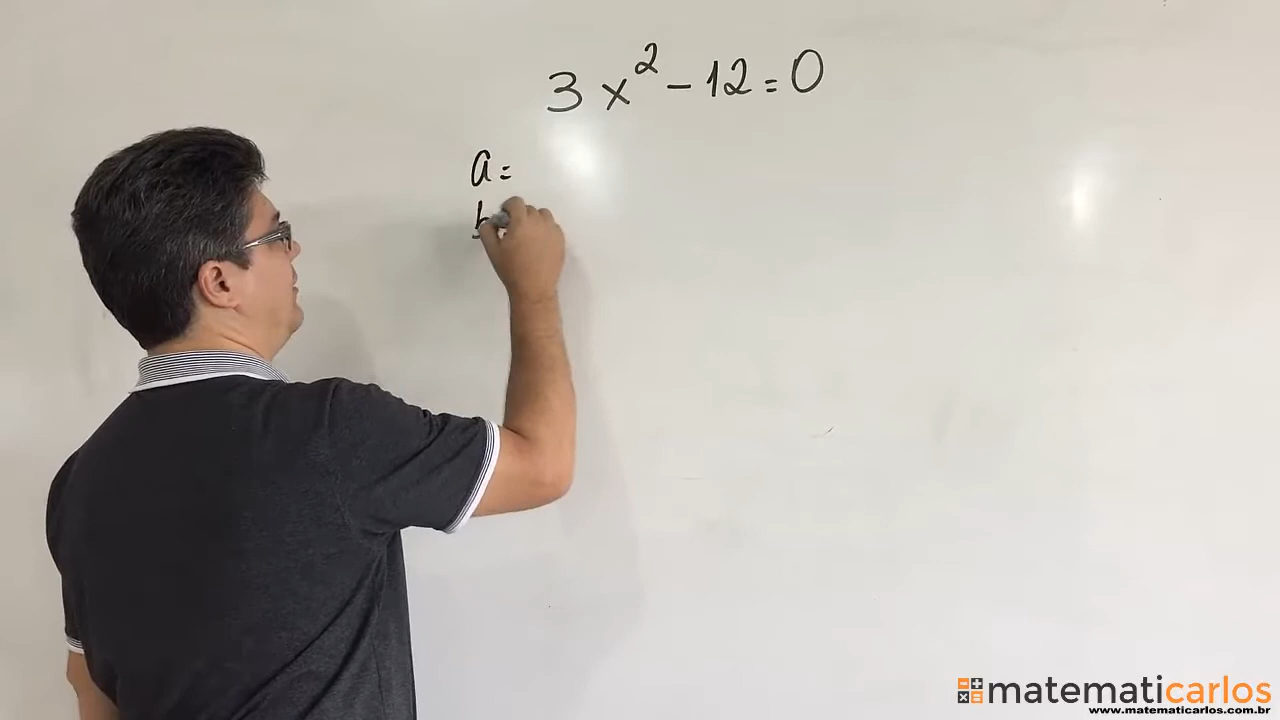 3x² - 12 = 0
a =
b
matematicarlos
www.matematicarlos.com.br